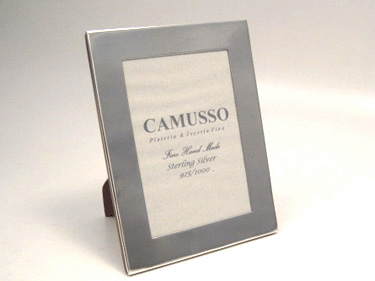 CAMUSSO
Platería & Joyería Fina
Fine Hand Made
Sterling Silver
925/1000